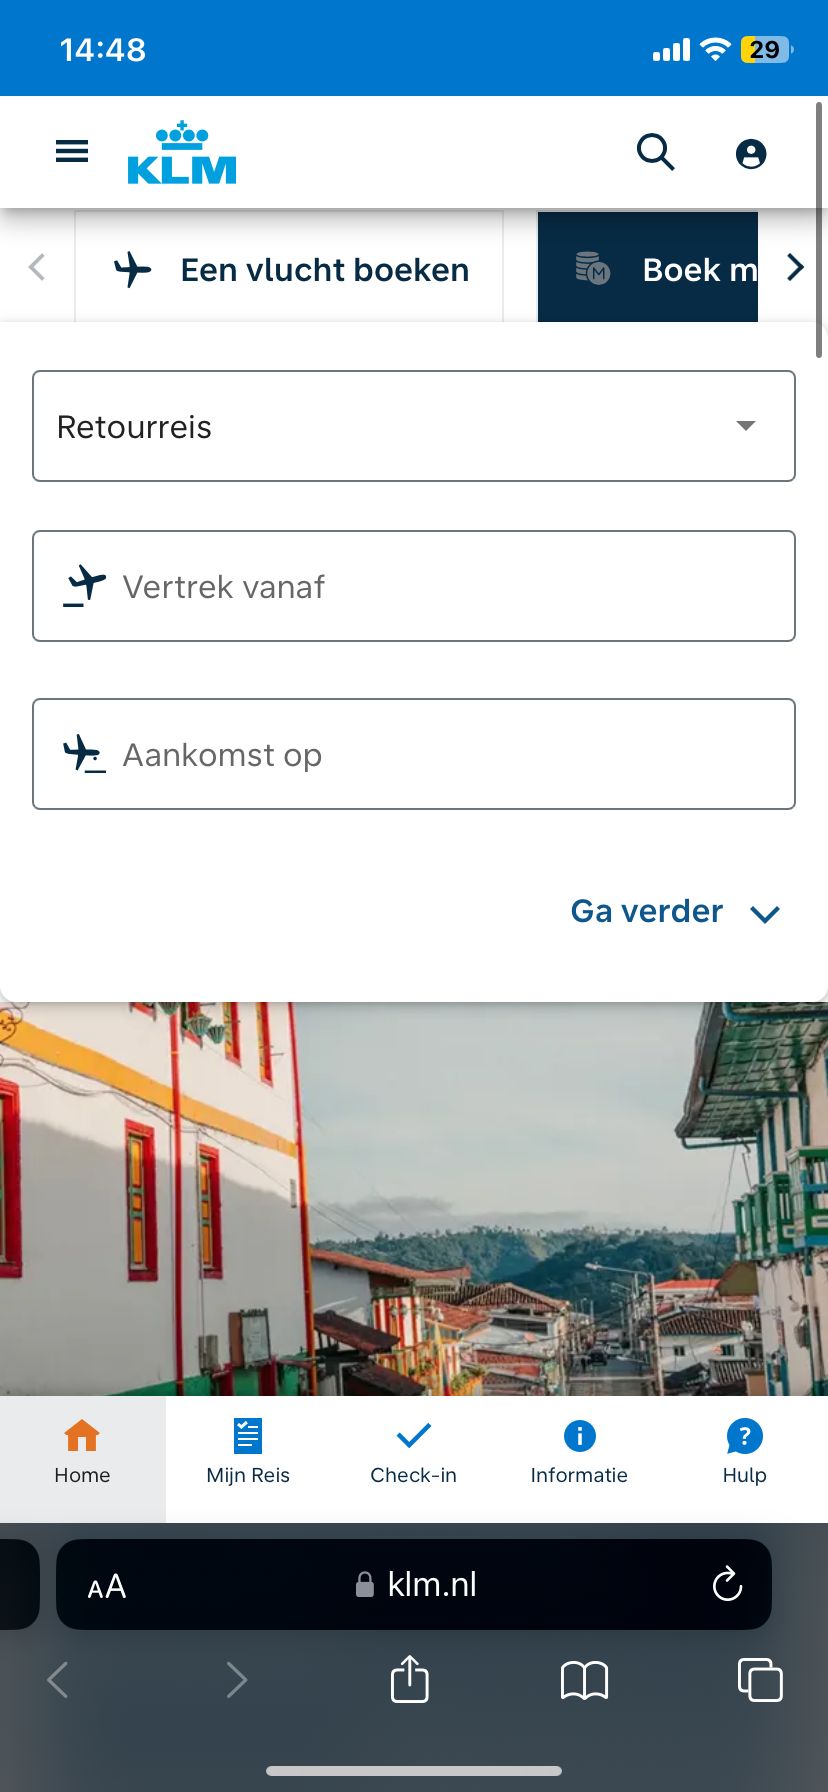 14:48
29
KLM
Een vlucht boeken
Boek m
Retourreis
Vertrek vanaf
Aankomst op
Ga verder
Home
Mijn Reis
Check-in
Informatie
Hulp
AA
klm.nl